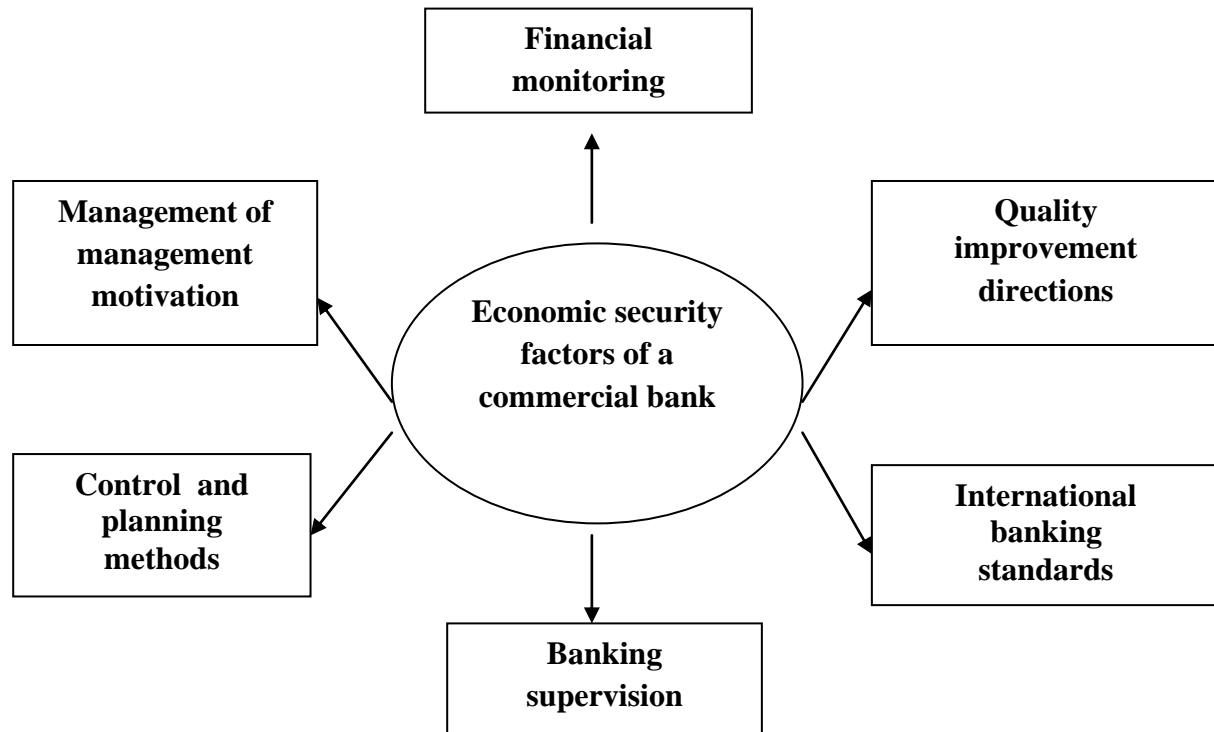 Financial
monitoring
Management of
management
motivation
Quality
improvement
directions
Economic security
factors of a
commercial bank
Control and
planning
methods
International
banking
standards
Banking
supervision